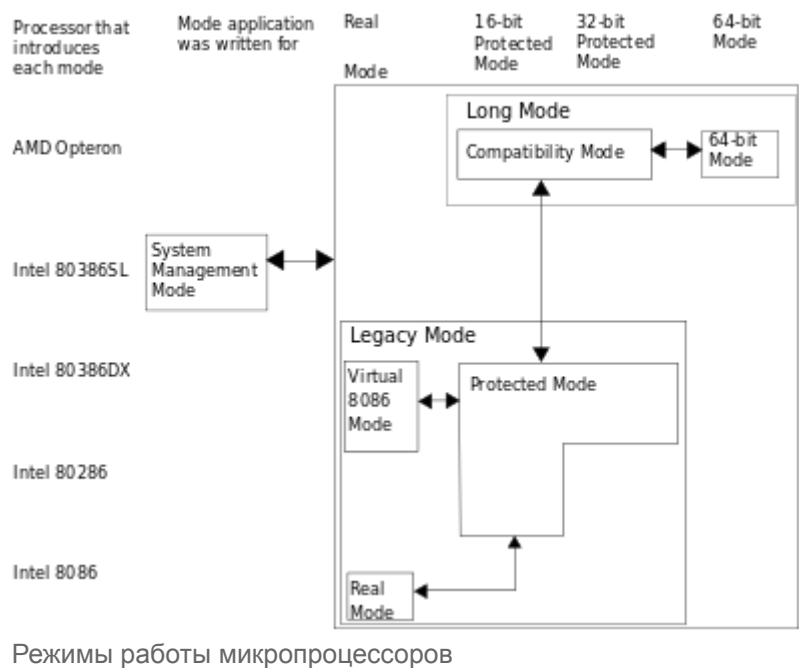 Processor that
introduces
each mode
Mode application
was written for
Real
Mode
16-bit
Protected
Mode
32-bit
Protected
Mode
64-bit
Mode
Long Mode
AMD Opteron
Compatibility Mode
64-bit
Mode
Intel 80386SL
System
Management
Mode
Legacy Mode
Intel 80386DX
Virtual
8086
Mode
Protected Mode
Intel 80286
Intel 8086
Real
Mode
Режимы работы микропроцессоров